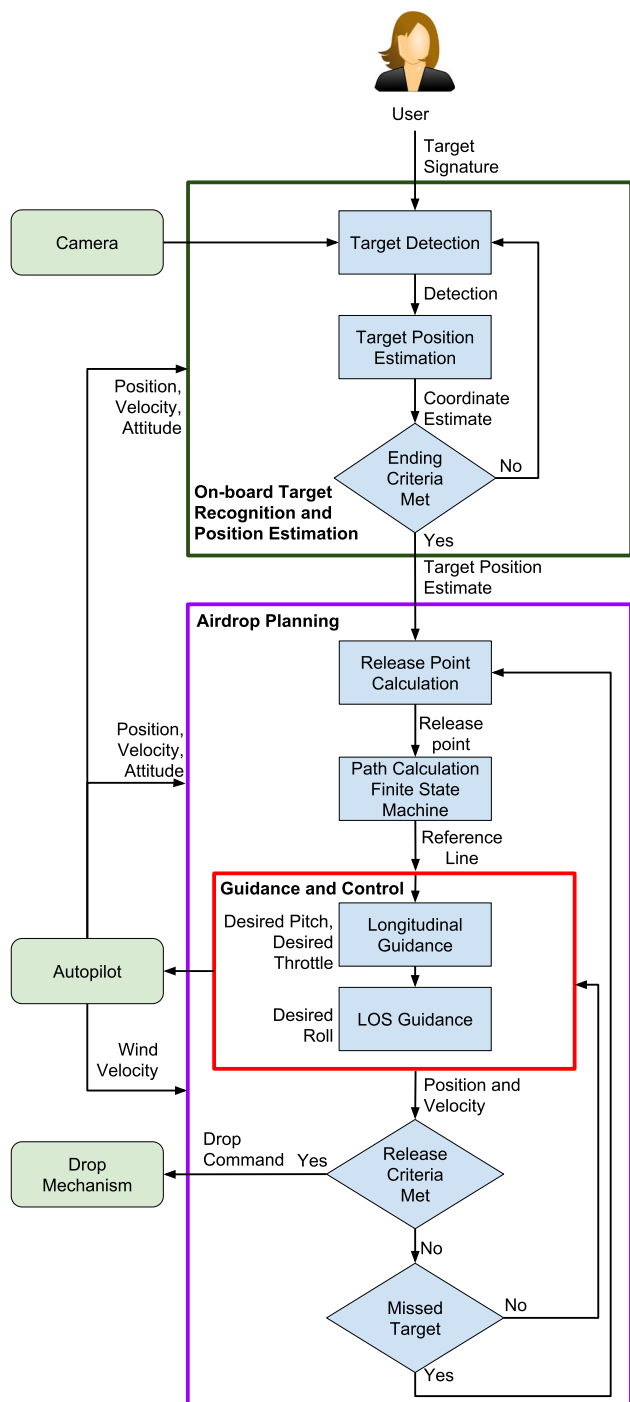 User
Target
Signature
Camera
Target Detection
Detection
Target Position
Estimation
Position,
Velocity,
Attitude
Coordinate
Estimate
Ending
Criteria
Met
No
On-board Target
Recognition and
Position Estimation
Yes
Target Position
Estimate
Airdrop Planning
Release Point
Calculation
Release
point
Position,
Velocity,
Attitude
Path Calculation
Finite State
Machine
Reference
Line
Guidance and Control
Desired Pitch,
Desired
Throttle
Longitudinal
Guidance
Autopilot
Desired
Roll
LOS Guidance
Wind
Velocity
Position and
Velocity
Drop
Command
Yes
Release
Criteria
Met
Drop
Mechanism
No
Missed
Target
No
Yes